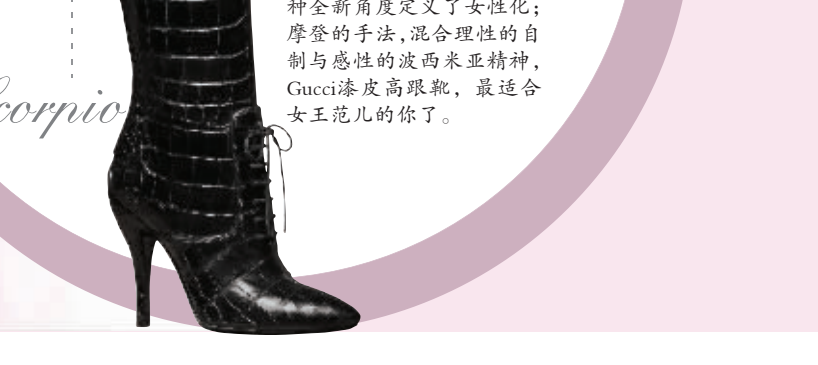 种全新角度定义了女性化；
摩登的手法,混合理性的自
制与感性的波西米亚精神，
Gucci漆皮高跟靴，最适合
女王范儿的你了。
corpio